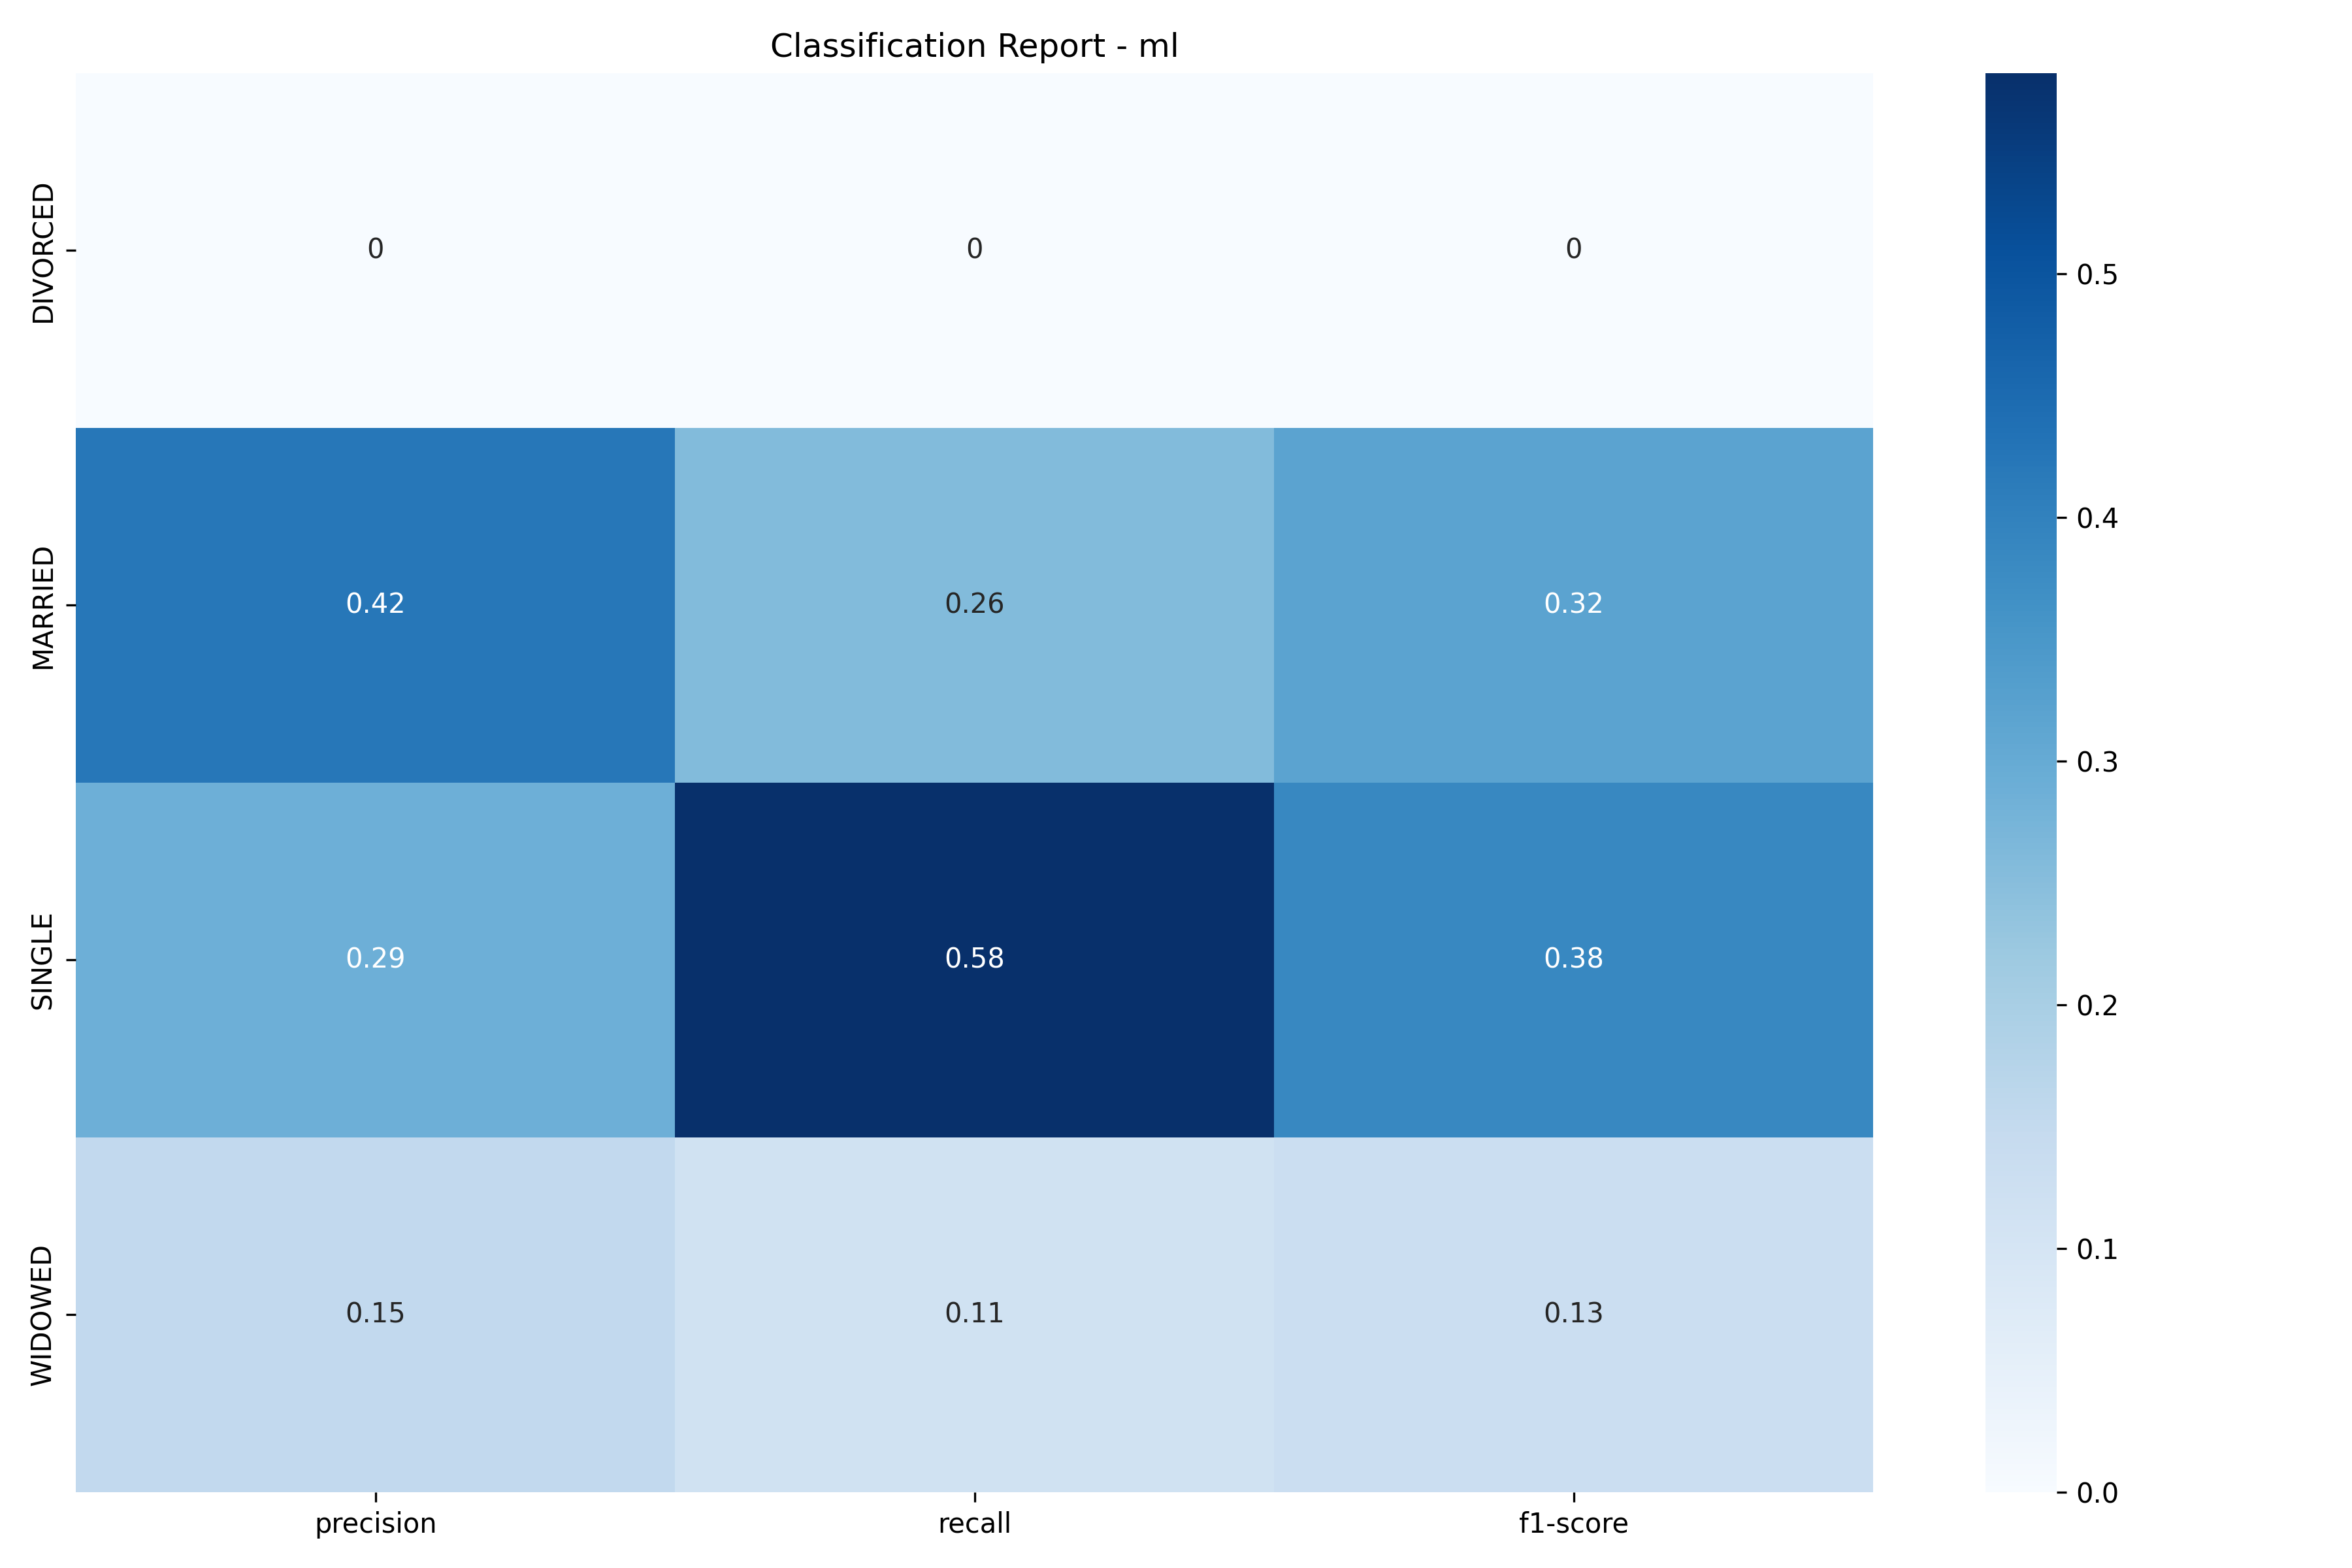 Classification Report - ml
DIVORCED
0 0 0
MARRIED
0.42 0.26 0.32
SINGLE
0.29 0.58 0.38
WIDOWED
0.15 0.11 0.13
precision recall f1-score
0.5
0.4
0.3
0.2
0.1
0.0